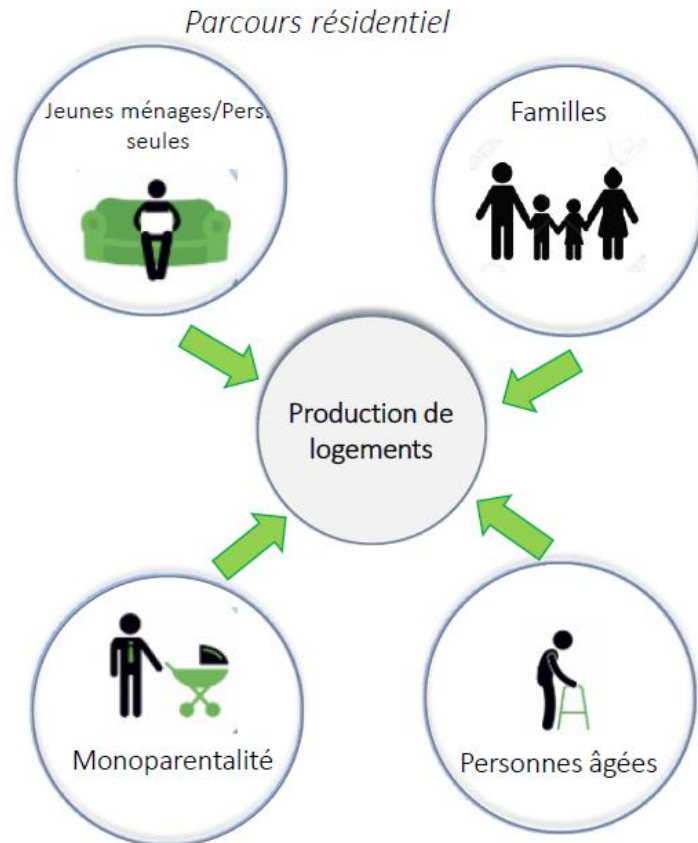 Parcours résidentiel
Jeunes ménages/Pers.
seules
Familles
Production de
logements
Monoparentalité
Personnes âgées